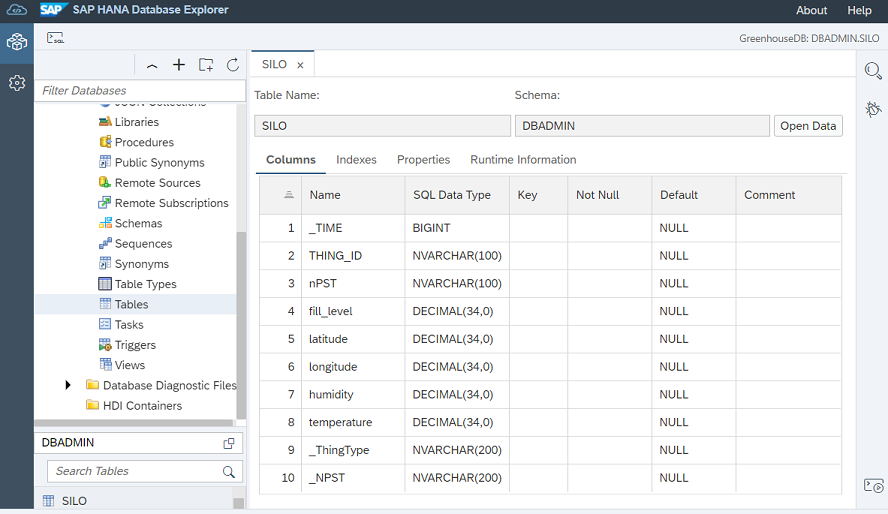 SAP SAP HANA Database Explorer About Help
SQL GreenhouseDB: DBADMIN.SILO
SILO x
Filter Databases
JSON Collections
Libraries
Procedures
Public Synonyms
Remote Sources
Remote Subscriptions
Schemas
Sequences
Synonyms
Table Types
Tables
Tasks
Triggers
Views
Database Diagnostic Files
HDI Containers
DBADMIN
Search Tables
SILO
Table Name: Schema:
SILO DBADMIN Open Data
Columns Indexes Properties Runtime Information
Name SQL Data Type Key Not Null Default Comment
1 _TIME BIGINT NULL
2 THING_ID NVARCHAR(100) NULL
3 nPST NVARCHAR(100) NULL
4 fill_level DECIMAL(34,0) NULL
5 latitude DECIMAL(34,0) NULL
6 longitude DECIMAL(34,0) NULL
7 humidity DECIMAL(34,0) NULL
8 temperature DECIMAL(34,0) NULL
9 _ThingType NVARCHAR(200) NULL
10 _NPST NVARCHAR(200) NULL